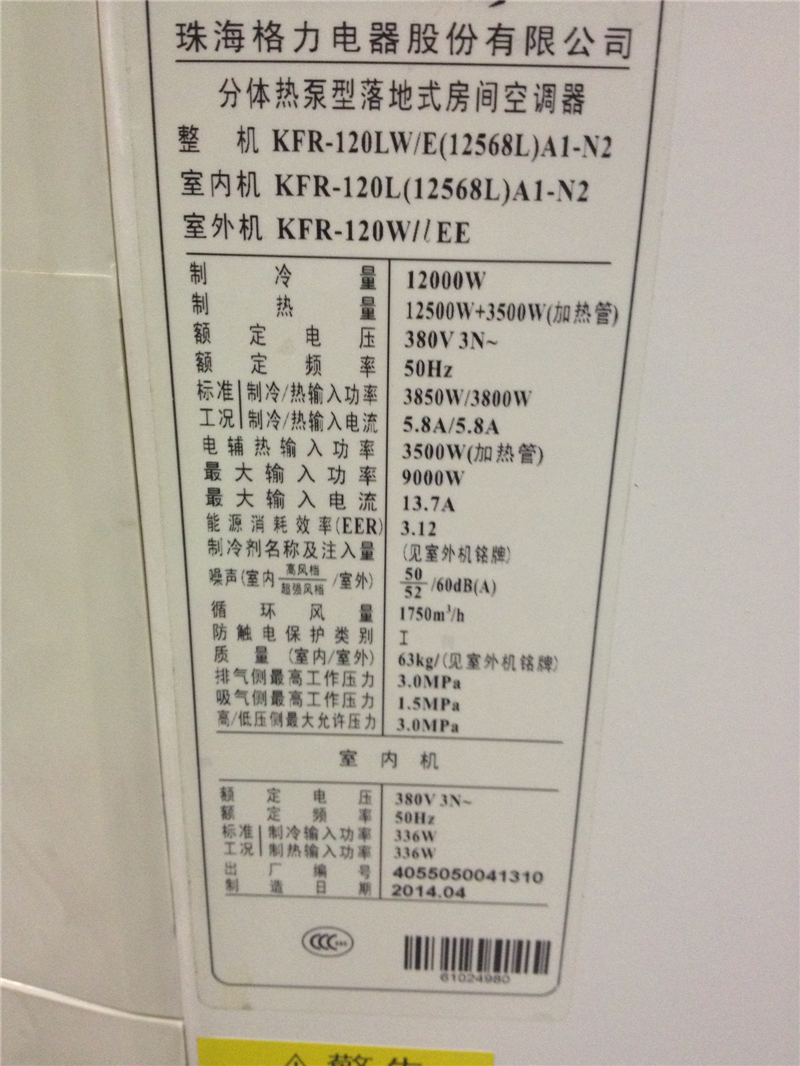 珠海格力电器股份有限公司
分体热泵型落地式房间空调器
整 机 KFR-120LW/E(12568L)A1-N2
室内机 KFR-120L(12568L)A1-N2
室外机 KFR-120W/ EE
制冷量 12000W
制热量 12500W+3500W(加热管)
额定电压 380V 3N~
额定频率 50Hz
标准 制冷/热输入功率 3850W/3800W
工况 制冷/热输入电流 5.8A/5.8A
电辅热输入功率 3500W(加热管)
最大输入功率 9000W
最大输入电流 13.7A
能源消耗效率(EER) 3.12
制冷剂名称及注入量 (见室外机铭牌)
噪声(室内 高风档/超强风档 /室外) 50/52 /60dB(A)
循环风量 1750m³/h
防触电保护类别 I
质量(室内/室外) 63kg/(见室外机铭牌)
排气侧最高工作压力 3.0MPa
吸气侧最高工作压力 1.5MPa
高/低压侧最大允许压力 3.0MPa
室内机
额定电压 380V 3N~
额定频率 50Hz
标准 制冷输入功率 336W
工况 制热输入功率 336W
出厂编号 4055050041310
制造日期 2014.04
CCC
61024980
警告